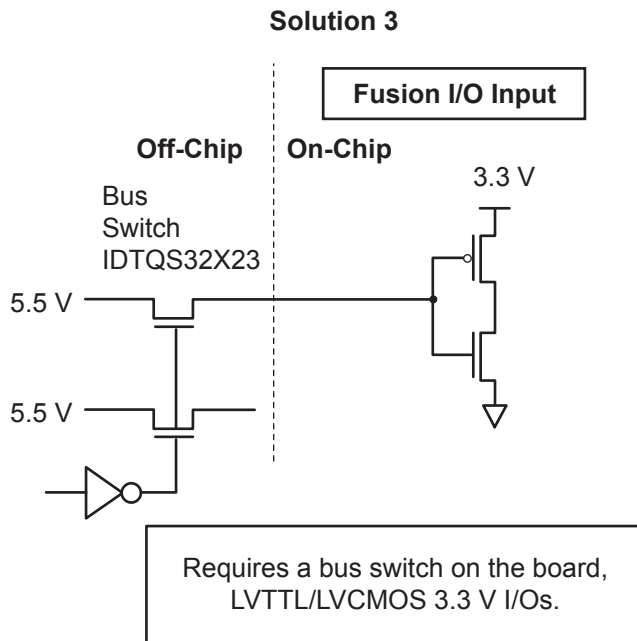 Solution 3
Fusion I/O Input
Off-Chip
On-Chip
3.3 V
Bus
Switch
IDTQS32X23
5.5 V
5.5 V
Requires a bus switch on the board,
LVTTL/LVCMOS 3.3 V I/Os.